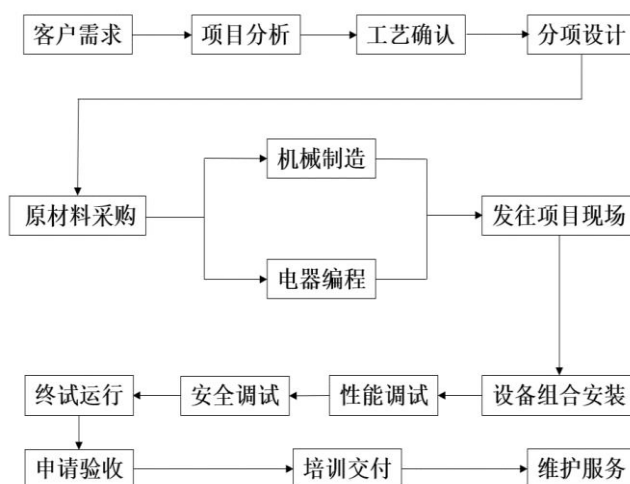 客户需求
项目分析
工艺确认
分项设计
机械制造
原材料采购
发往项目现场
电器编程
终试运行
安全调试
性能调试
设备组合安装
申请验收
培训交付
维护服务